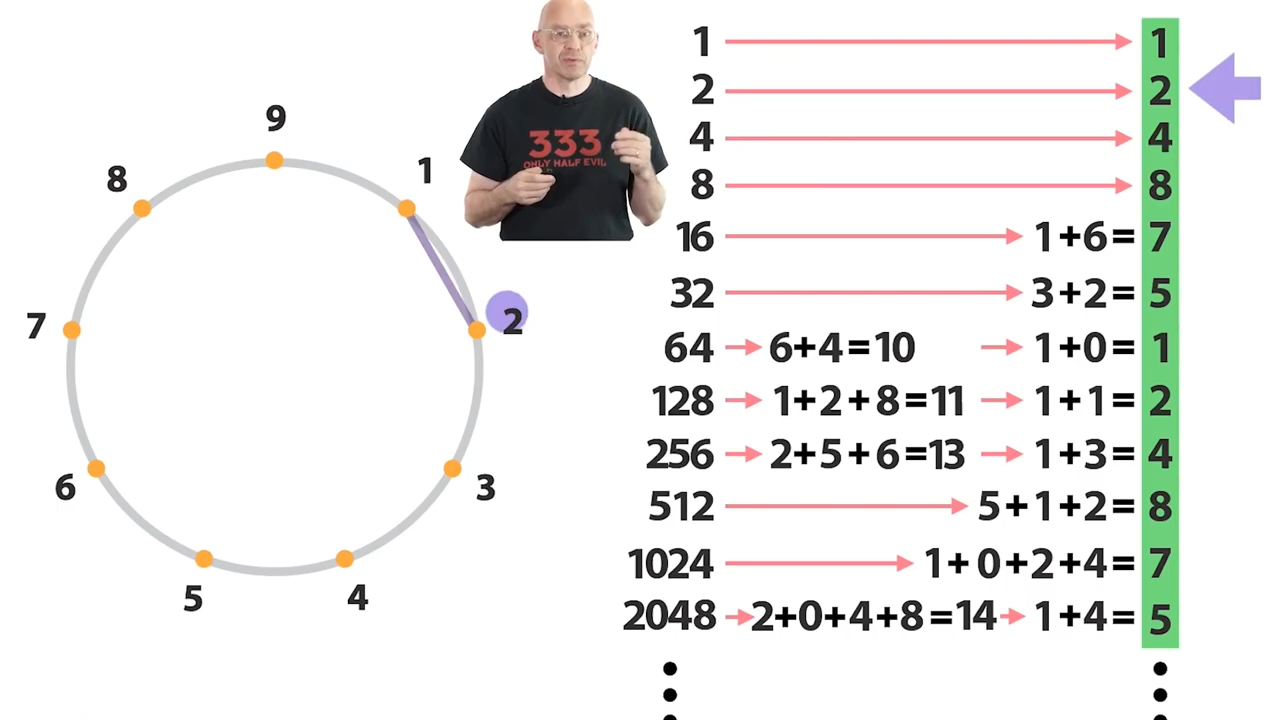 9
8
1
7
2
6
3
5
4
333
ONLY HALF EVIL
1 → 1
2 → 2
4 → 4
8 → 8
16 → 1+6= 7
32 → 3+2= 5
64 → 6+4=10 → 1+0= 1
128 → 1+2+8=11 → 1+1= 2
256 → 2+5+6=13 → 1+3= 4
512 → 5+1+2= 8
1024 → 1+0+2+4= 7
2048 → 2+0+4+8=14 → 1+4= 5